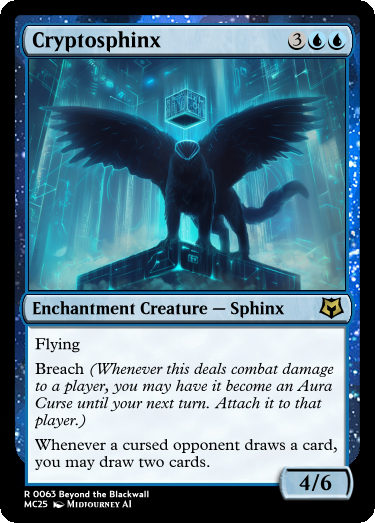 Cryptosphinx 3
Enchantment Creature — Sphinx
Flying
Breach (Whenever this deals combat damage
to a player, you may have it become an Aura
Curse until your next turn. Attach it to that
player.)
Whenever a cursed opponent draws a card,
you may draw two cards.
4/6
R 0063 Beyond the Blackwall
MC25 Midjourney AI